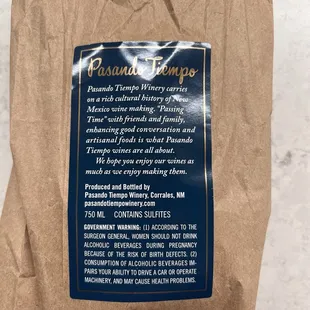 Pasando Tiempo
Pasando Tiempo Winery carries
on a rich cultural history of New
Mexico wine making. "Passing
Time" with friends and family,
enhancing good conversation and
artisanal foods is what Pasando
Tiempo wines are all about.
We hope you enjoy our wines as
much as we enjoy making them.
Produced and Bottled by
Pasando Tiempo Winery, Corrales, NM
pasandotiempowinery.com
750 ML CONTAINS SULFITES
GOVERNMENT WARNING: (1) ACCORDING TO THE
SURGEON GENERAL, WOMEN SHOULD NOT DRINK
ALCOHOLIC BEVERAGES DURING PREGNANCY
BECAUSE OF THE RISK OF BIRTH DEFECTS. (2)
CONSUMPTION OF ALCOHOLIC BEVERAGES IM-
PAIRS YOUR ABILITY TO DRIVE A CAR OR OPERATE
MACHINERY, AND MAY CAUSE HEALTH PROBLEMS.